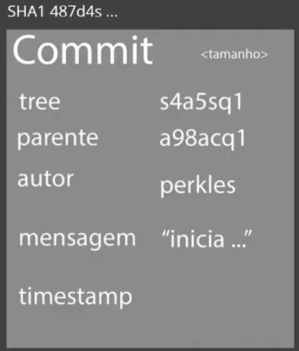 SHA1 487d4s ...
Commit <tamanho>
tree s4a5sq1
parente a98acq1
autor perkles
mensagem “inicia ...”
timestamp